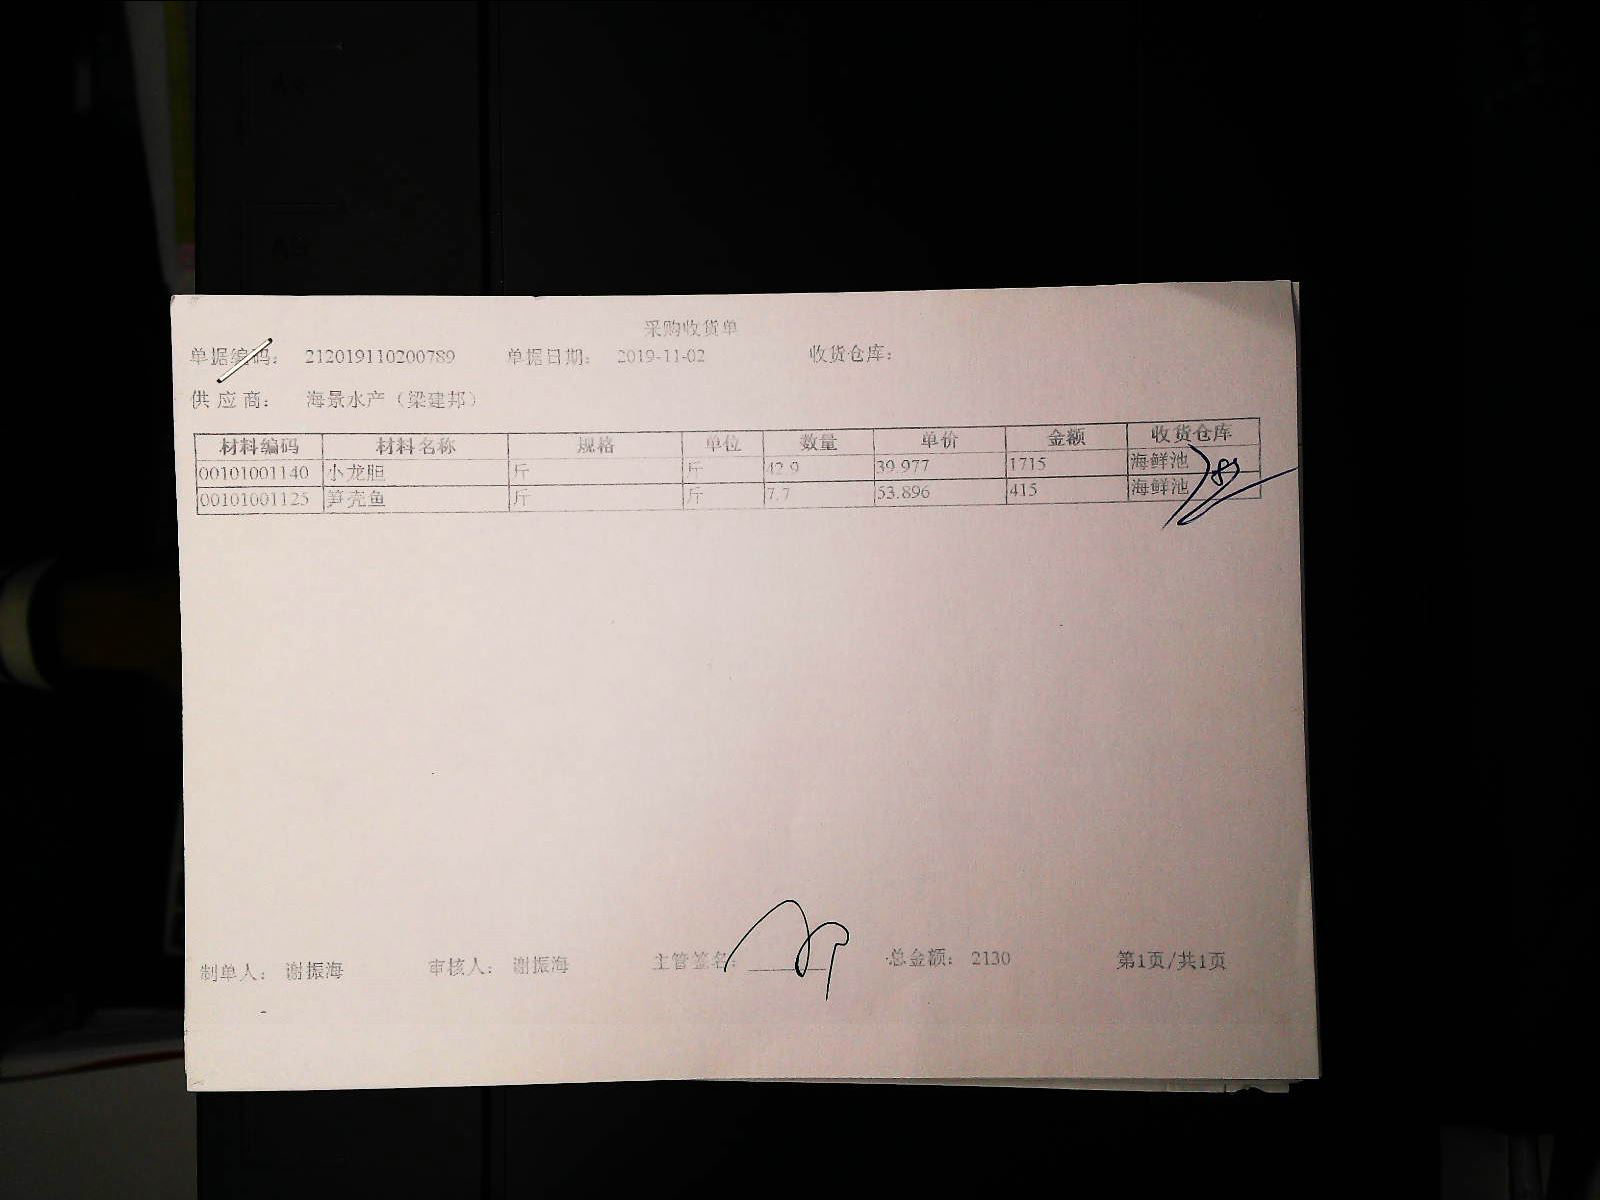 采购收货单
单据编码： 212019110200789 单据日期： 2019-11-02 收货仓库：
供应商： 海景水产（梁建邦）
材料编码 材料名称 规格 单位 数量 单价 金额 收货仓库
00101001140 小龙胆 斤 斤 42.9 39.977 1715 海鲜池
00101001125 笋壳鱼 斤 斤 7.7 53.896 415 海鲜池
制单人： 谢振海 审核人： 谢振海 主管签名： 总金额： 2130 第1页/共1页